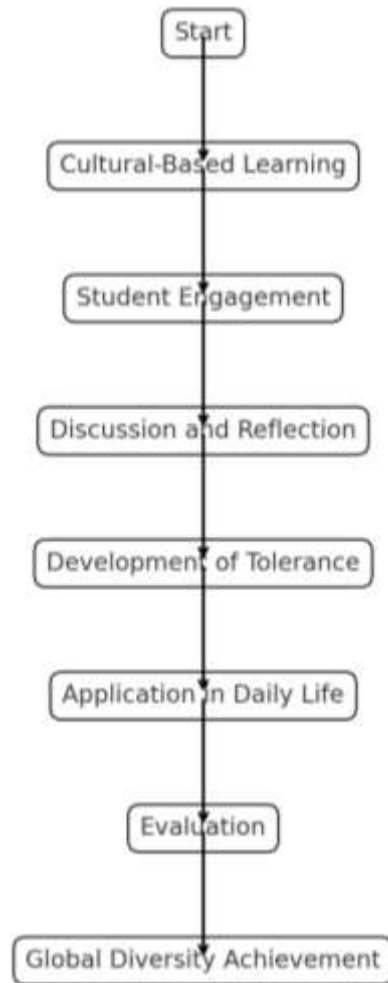 Start
Cultural-Based Learning
Student Engagement
Discussion and Reflection
Development of Tolerance
Application in Daily Life
Evaluation
Global Diversity Achievement